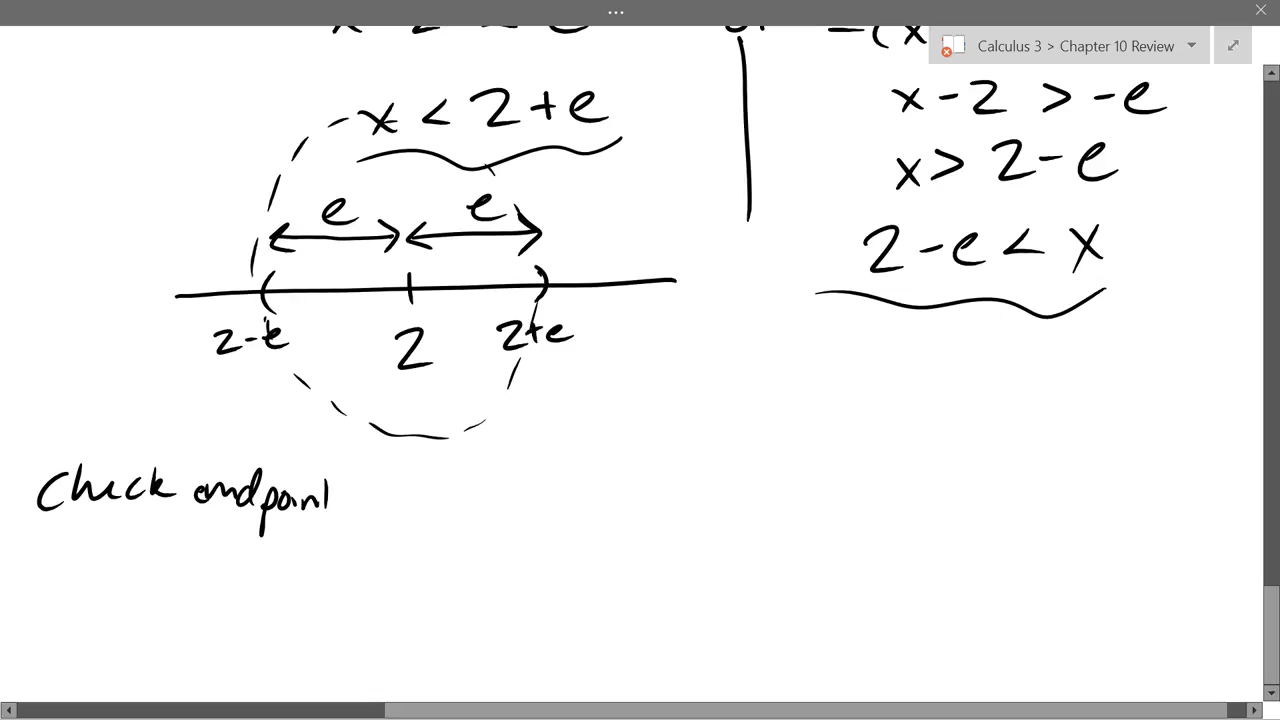 Calculus 3 > Chapter 10 Review
x < 2 + e
x - 2 > - e
x > 2 - e
2 - e < x
e e
2-e 2 2+e
Check endpoint